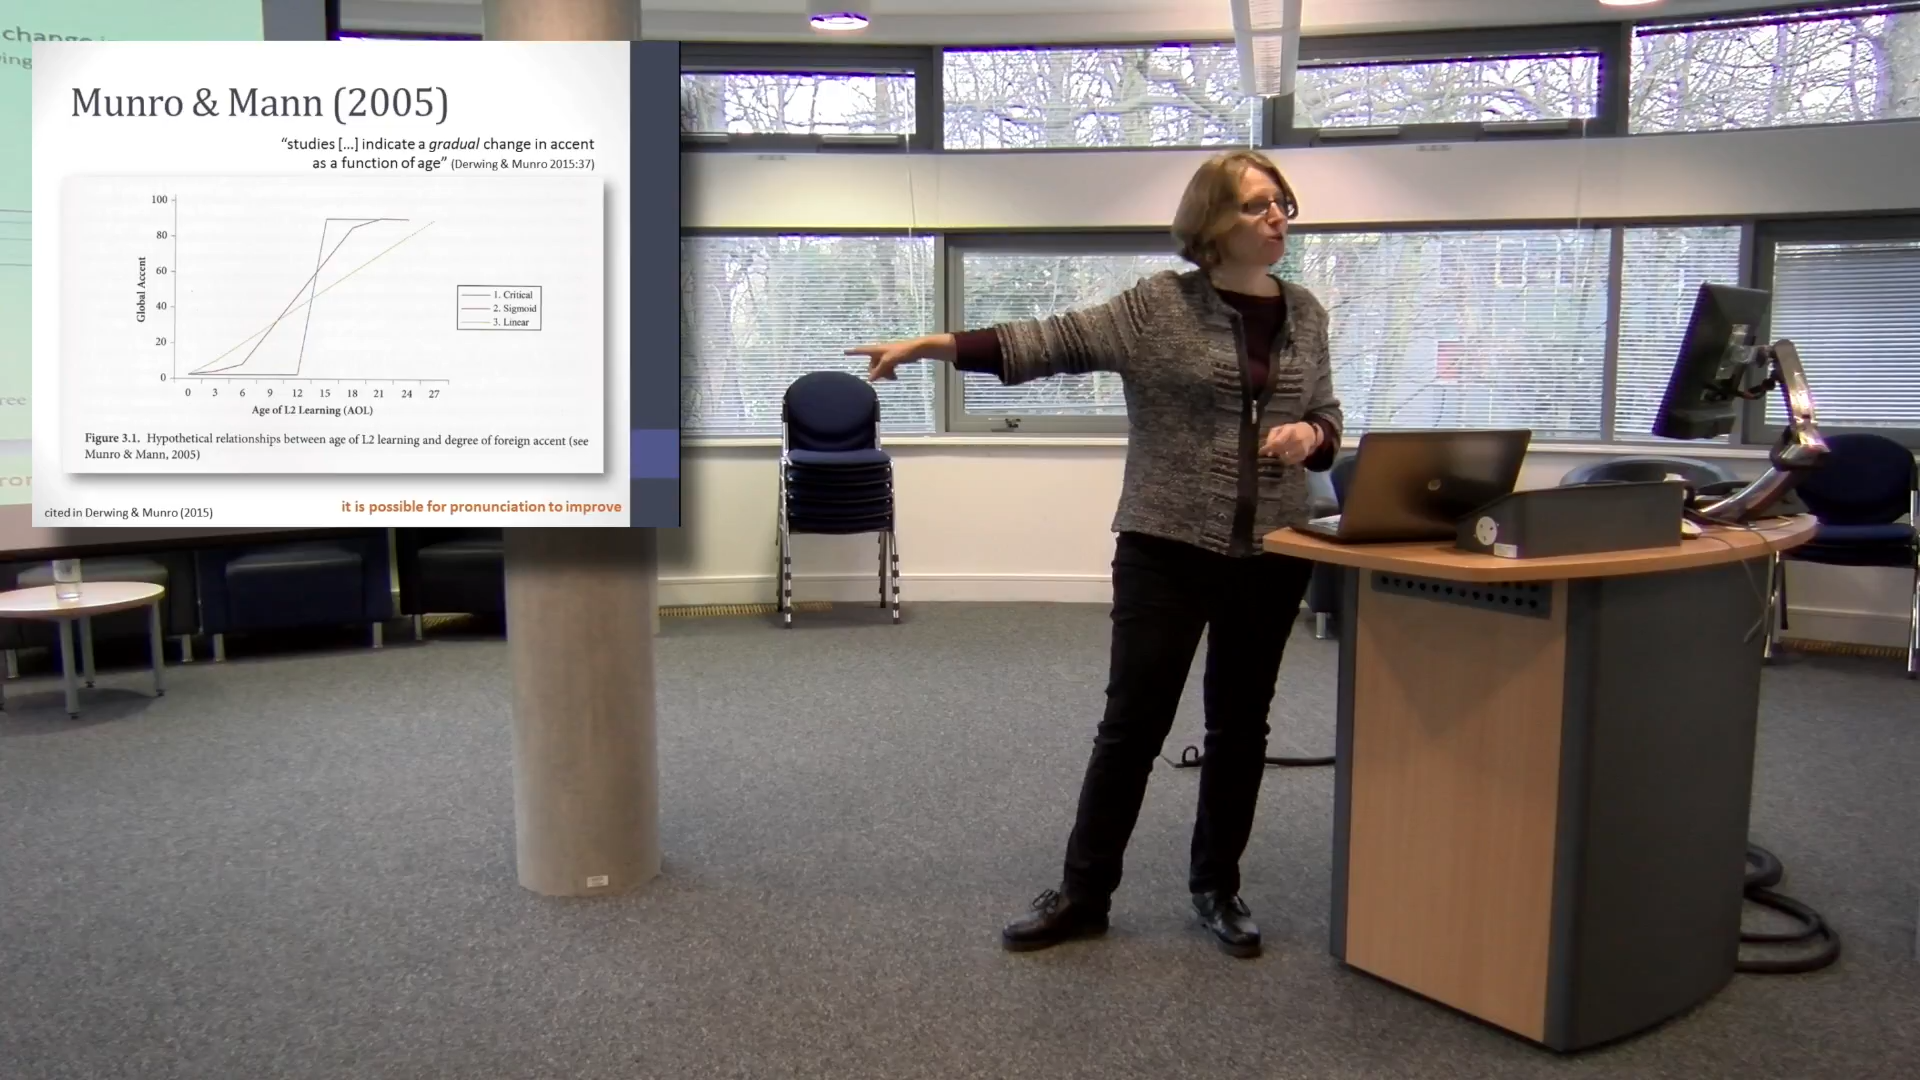 Munro & Mann (2005)
“studies [...] indicate a gradual change in accent
as a function of age” (Derwing & Munro 2015:37)
100
80
60
40
20
0
Global Accent
0 3 6 9 12 15 18 21 24 27
Age of L2 Learning (AOL)
1. Critical
2. Sigmoid
3. Linear
Figure 3.1. Hypothetical relationships between age of L2 learning and degree of foreign accent (see
Munro & Mann, 2005)
cited in Derwing & Munro (2015)
it is possible for pronunciation to improve
change